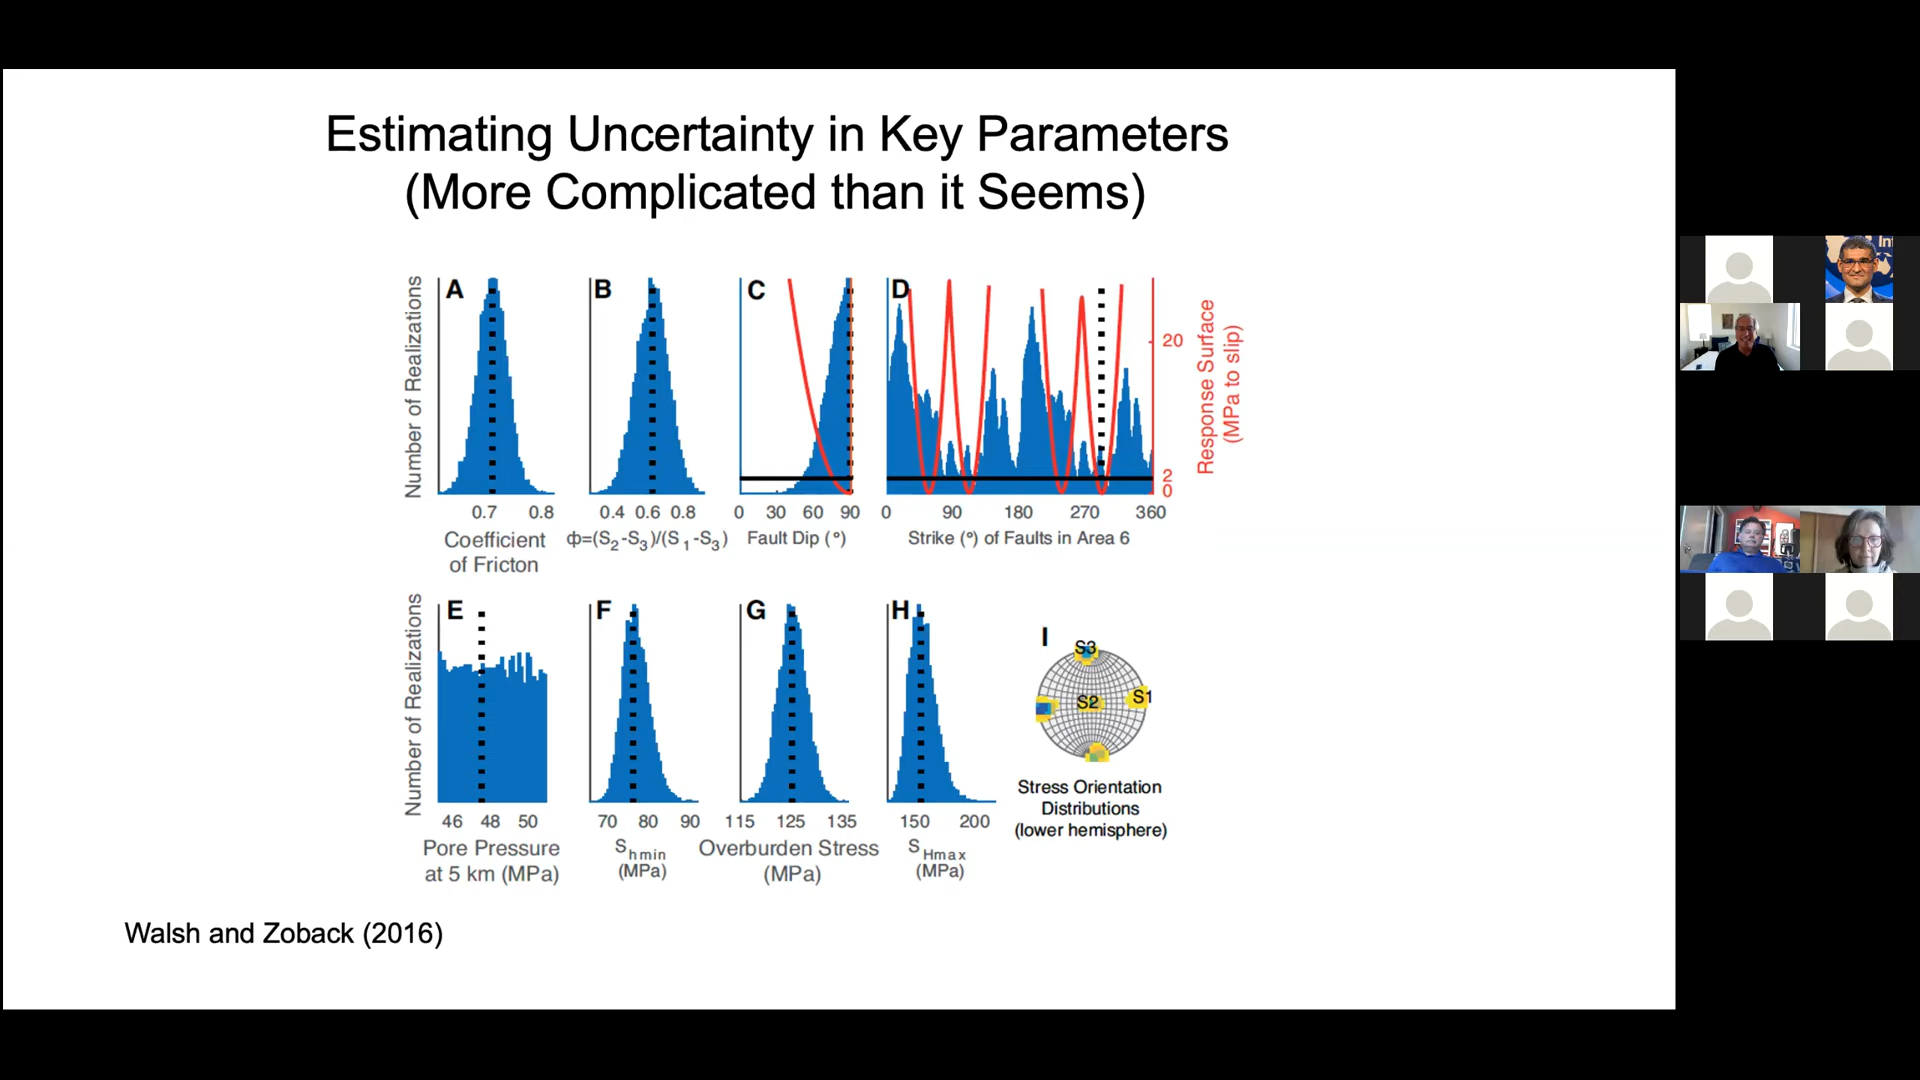 Estimating Uncertainty in Key Parameters
(More Complicated than it Seems)
Number of Realizations
A
0.7 0.8
Coefficient
of Fricton
B
0.4 0.6 0.8
ϕ=(S2-S3)/(S1-S3)
C
0 30 60 90
Fault Dip (°)
D
0 90 180 270 360
Strike (°) of Faults in Area 6
20
2
0
Response Surface
(MPa to slip)
Number of Realizations
E
46 48 50
Pore Pressure
at 5 km (MPa)
F
70 80 90
Shmin
(MPa)
G
115 125 135
Overburden Stress
(MPa)
H
150 200
SHmax
(MPa)
I
S3
S2
S1
Stress Orientation
Distributions
(lower hemisphere)
Walsh and Zoback (2016)